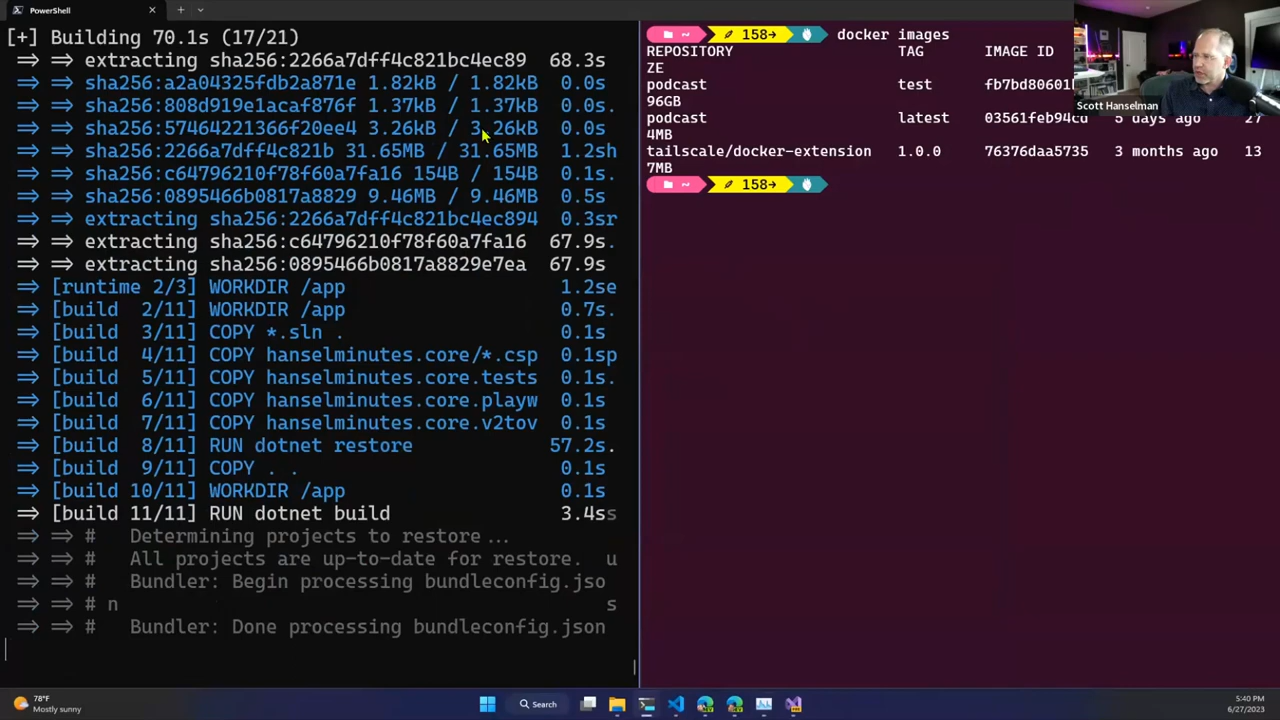 PowerShell
[+] Building 70.1s (17/21)
=> => extracting sha256:2266a7dff4c821bc4ec89 68.3s
=> => sha256:a2a04325fdb2a871e 1.82kB / 1.82kB 0.0s
=> => sha256:808d919e1acaf876f 1.37kB / 1.37kB 0.0s.
=> => sha256:57464221366f20ee4 3.26kB / 3.26kB 0.0s
=> => sha256:2266a7dff4c821b 31.65MB / 31.65MB 1.2sh
=> => sha256:c64796210f78f60a7fa16 154B / 154B 0.1s.
=> => sha256:0895466b0817a8829 9.46MB / 9.46MB 0.5s
=> => extracting sha256:2266a7dff4c821bc4ec894 0.3sr
=> => extracting sha256:c64796210f78f60a7fa16 67.9s.
=> => extracting sha256:0895466b0817a8829e7ea 67.9s
=> [runtime 2/3] WORKDIR /app 1.2se
=> [build 2/11] WORKDIR /app 0.7s.
=> [build 3/11] COPY *.sln . 0.1s
=> [build 4/11] COPY hanselminutes.core/*.csp 0.1sp
=> [build 5/11] COPY hanselminutes.core.tests 0.1s.
=> [build 6/11] COPY hanselminutes.core.playw 0.1s
=> [build 7/11] COPY hanselminutes.core.v2tov 0.1s
=> [build 8/11] RUN dotnet restore 57.2s.
=> [build 9/11] COPY . . 0.1s
=> [build 10/11] WORKDIR /app 0.1s
=> [build 11/11] RUN dotnet build 3.4ss
=> => # Determining projects to restore...
=> => # All projects are up-to-date for restore. u
=> => # Bundler: Begin processing bundleconfig.jso
=> => # n s
=> => # Bundler: Done processing bundleconfig.json
~ 158→ docker images
REPOSITORY TAG IMAGE ID
ZE
podcast test fb7bd80601
96GB
podcast latest 03561feb94cd 5 days ago 27
4MB
tailscale/docker-extension 1.0.0 76376daa5735 3 months ago 13
7MB
~ 158→
Scott Hanselman
78°F
Mostly sunny
Search
5:40 PM
6/27/2023